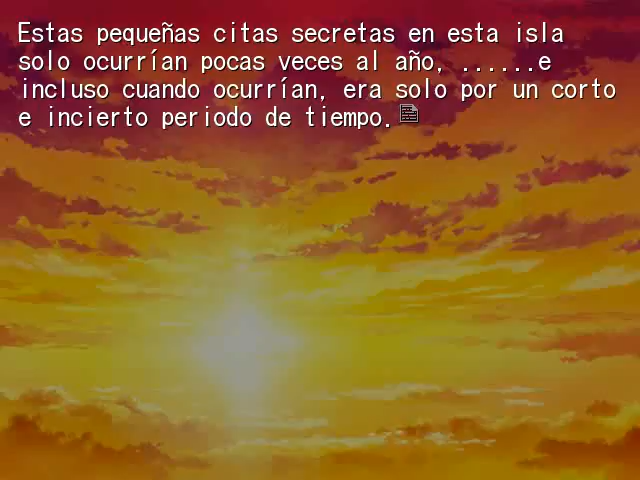 Estas pequeñas citas secretas en esta isla
solo ocurrían pocas veces al año, ......e
incluso cuando ocurrían, era solo por un corto
e incierto periodo de tiempo.